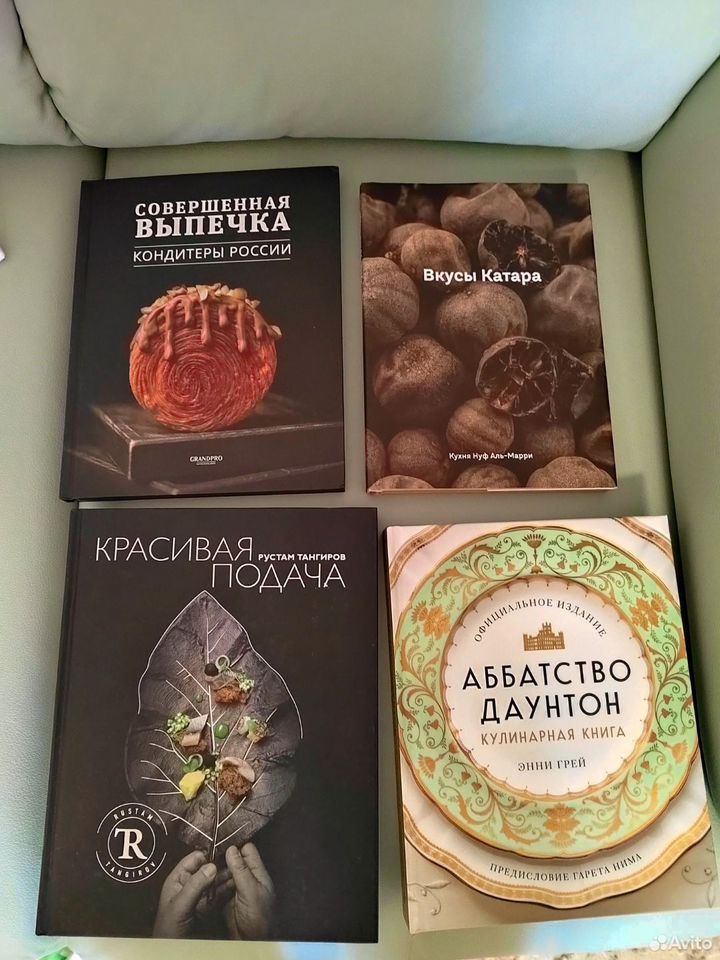 СОВЕРШЕННАЯ
ВЫПЕЧКА
КОНДИТЕРЫ РОССИИ
GRANDPRO
Вкусы Катара
Кухня Нуф Аль-Марри
КРАСИВАЯ
РУСТАМ ТАНГИРОВ
ПОДАЧА
RUSTAM
TR
TANGIROV
ОФИЦИАЛЬНОЕ ИЗДАНИЕ
АББАТСТВО
ДАУНТОН
КУЛИНАРНАЯ КНИГА
ЭННИ ГРЕЙ
ПРЕДИСЛОВИЕ ГАРЕТА НИМА
Avito